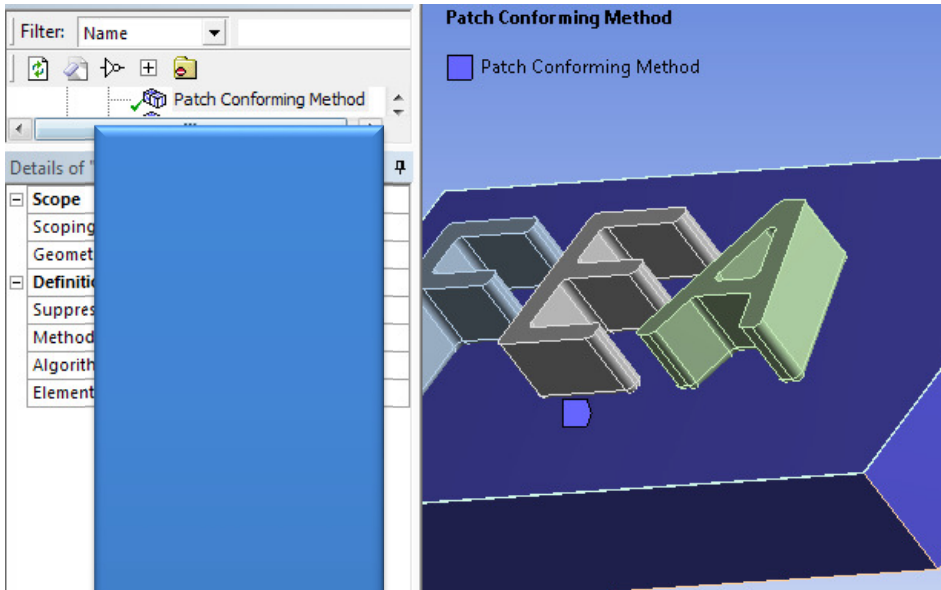 Filter: Name
Patch Conforming Method
Details of "
Scope
Scoping
Geomet
Definitio
Suppres
Method
Algorith
Element
Patch Conforming Method
Patch Conforming Method